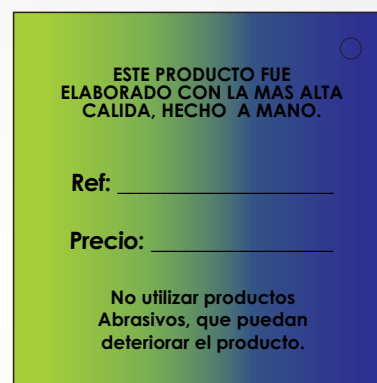 ESTE PRODUCTO FUE
ELABORADO CON LA MAS ALTA
CALIDA, HECHO  A MANO.
Ref: ___________________
Precio: ________________
No utilizar productos
Abrasivos, que puedan
deteriorar el producto.